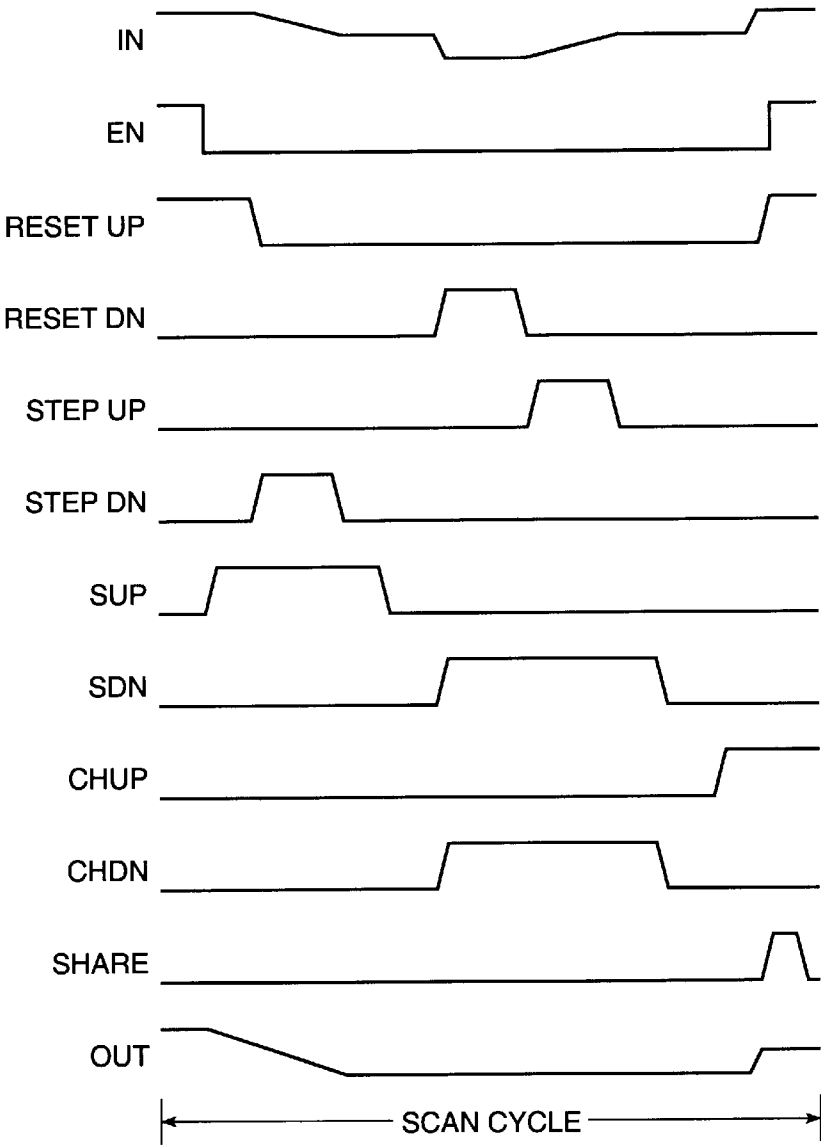 IN
EN
RESET UP
RESET DN
STEP UP
STEP DN
SUP
SDN
CHUP
CHDN
SHARE
OUT
SCAN CYCLE